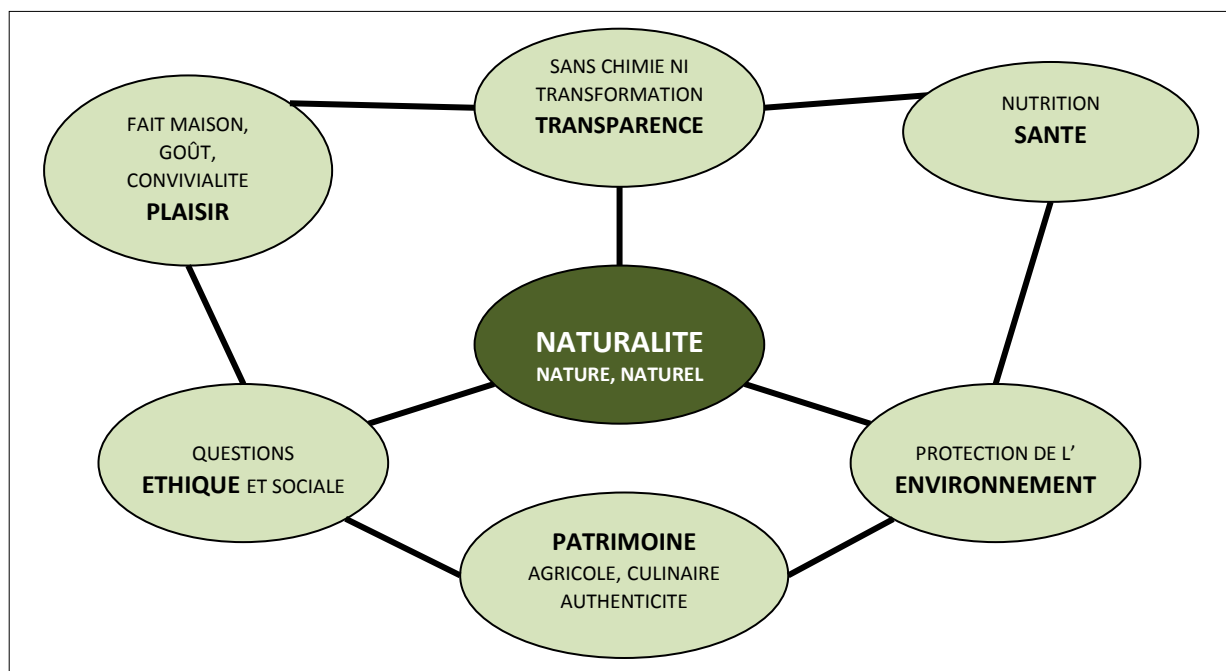 SANS CHIMIE NI
TRANSFORMATION
TRANSPARENCE
FAIT MAISON,
GOÛT,
CONVIVIALITE
PLAISIR
NUTRITION
SANTE
NATURALITE
NATURE, NATUREL
QUESTIONS
ETHIQUE ET SOCIALE
PROTECTION DE L’
ENVIRONNEMENT
PATRIMOINE
AGRICOLE, CULINAIRE
AUTHENTICITE